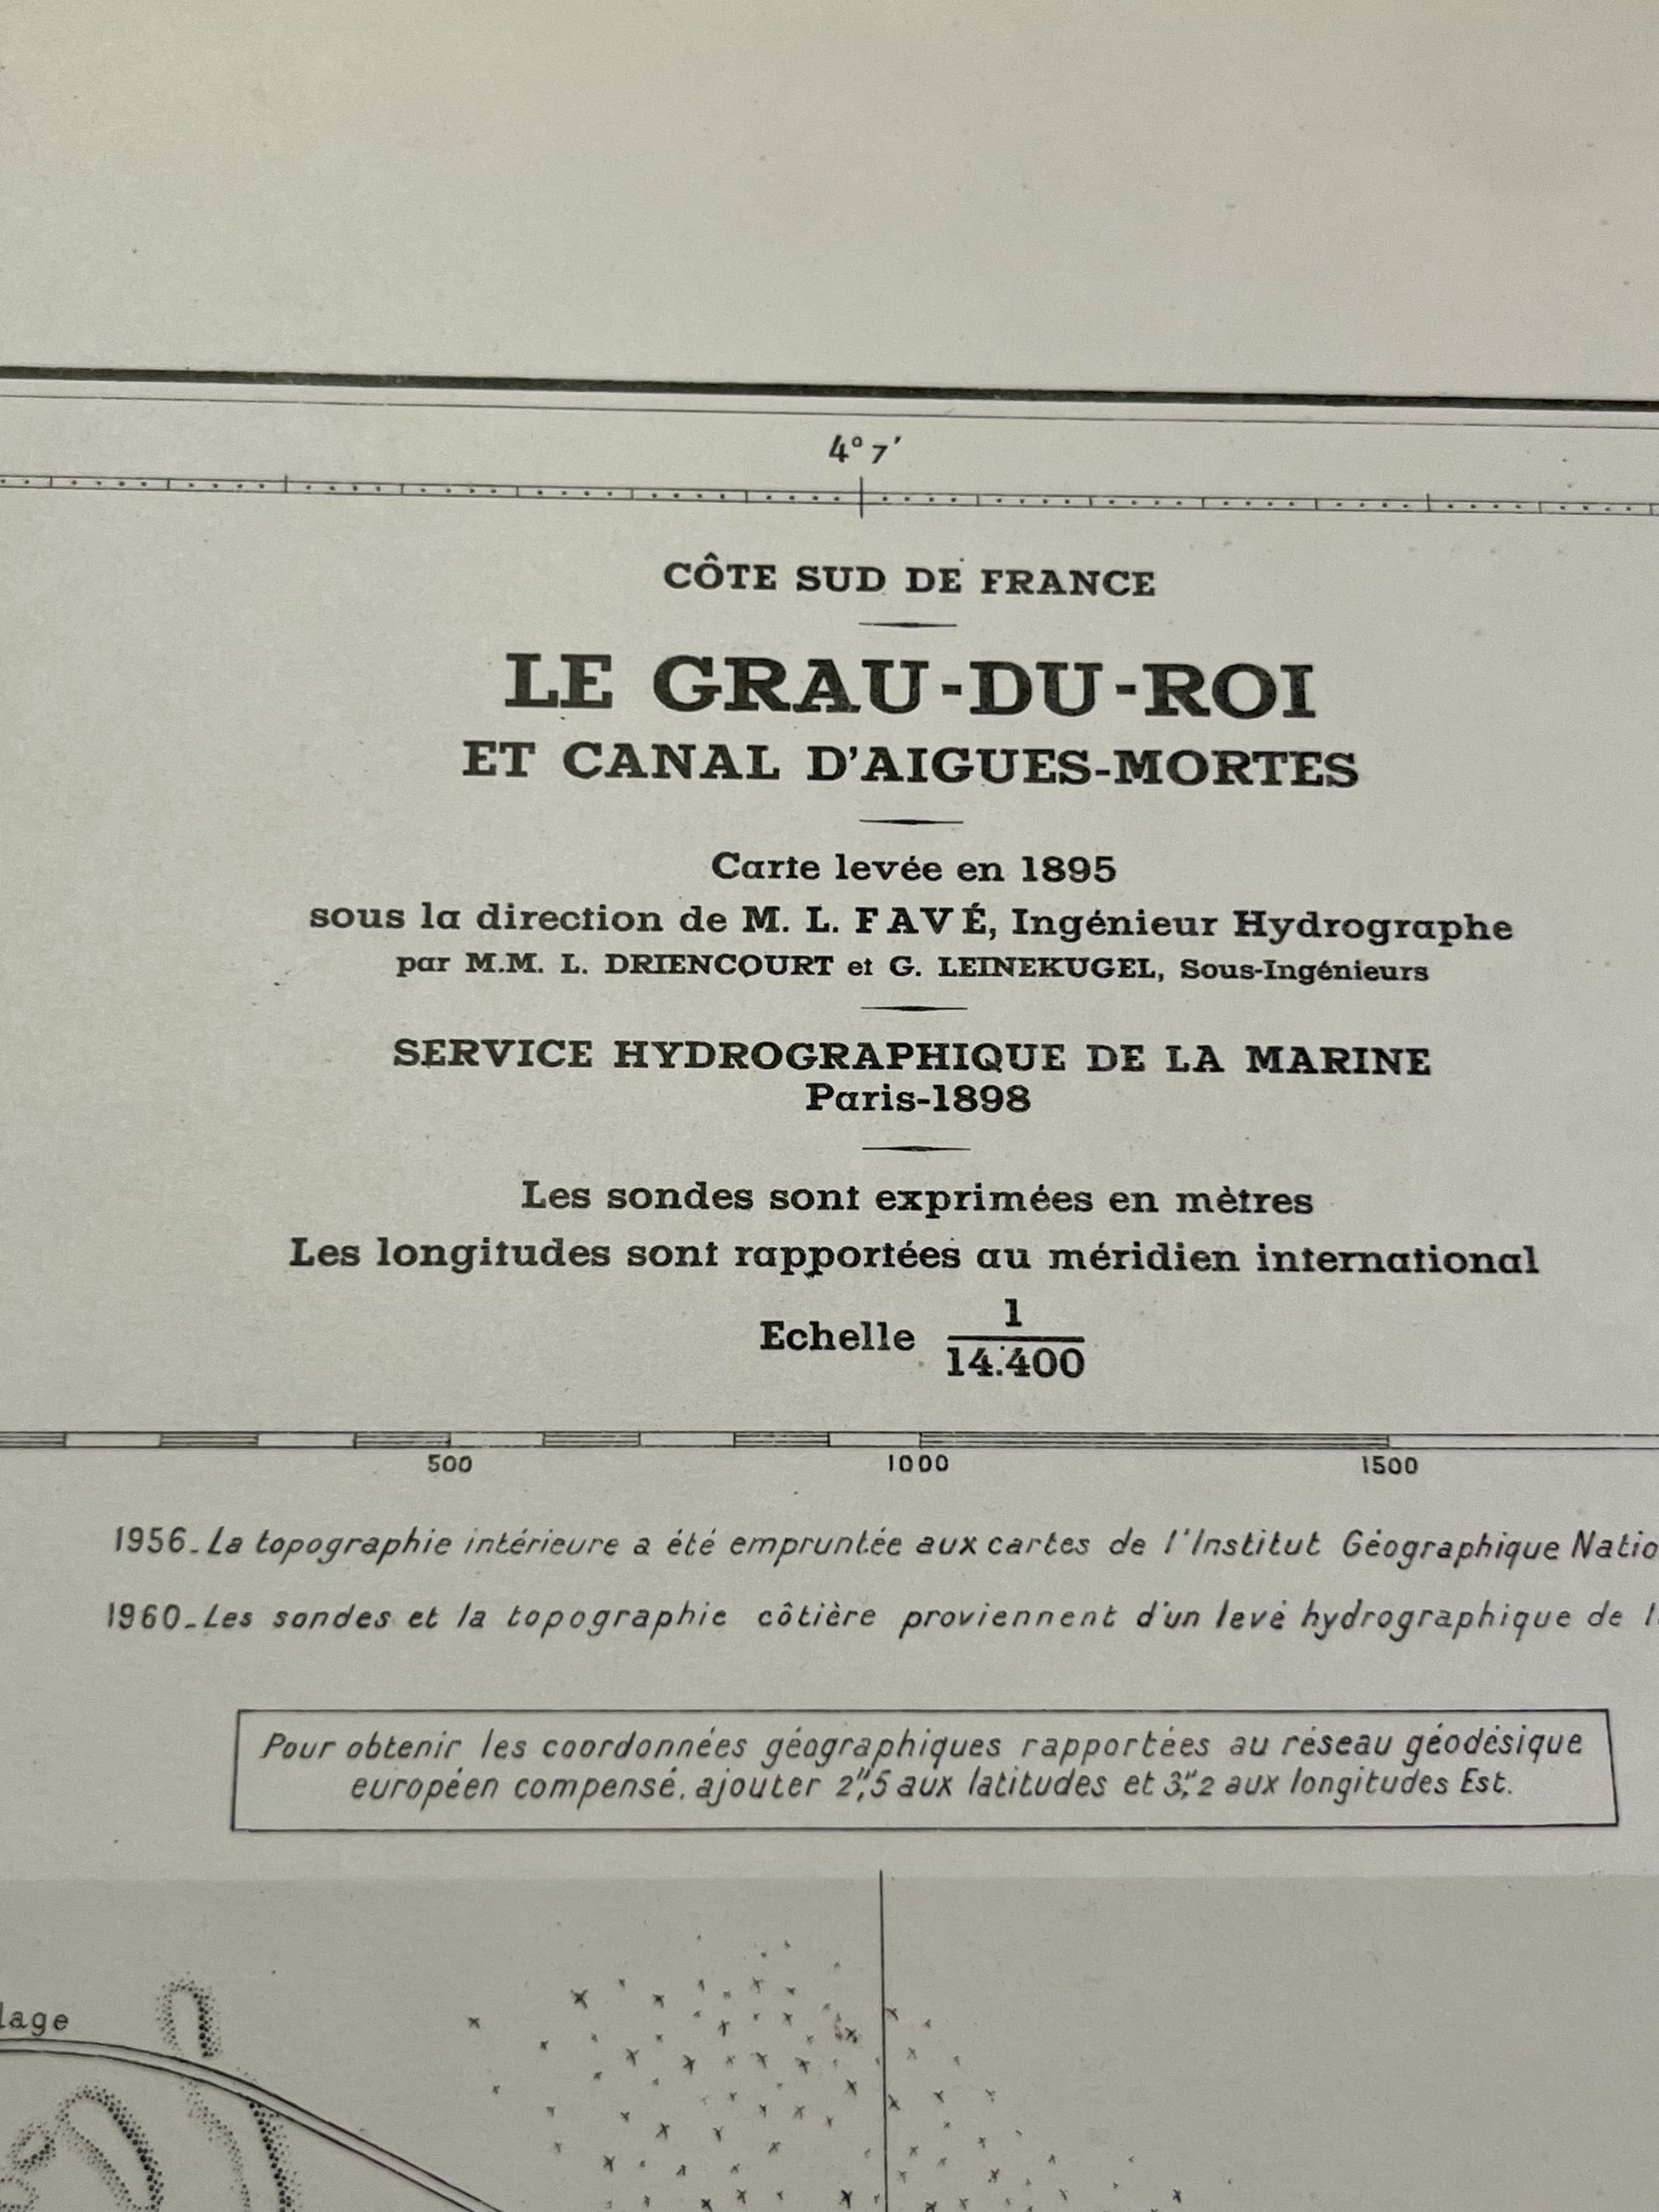 4° 7′
CÔTE SUD DE FRANCE
LE GRAU-DU-ROI
ET CANAL D'AIGUES-MORTES
Carte levée en 1895
sous la direction de M. L. FAVÉ, Ingénieur Hydrographe
par M.M. L. DRIENCOURT et G. LEINEKUGEL, Sous-Ingénieurs
SERVICE HYDROGRAPHIQUE DE LA MARINE
Paris-1898
Les sondes sont exprimées en mètres
Les longitudes sont rapportées au méridien international
Echelle 1/14.400
500 1000 1500
1956_La topographie intérieure a été empruntée aux cartes de l'Institut Géographique Natio
1960_Les sondes et la topographie côtière proviennent d'un levé hydrographique de
Pour obtenir les coordonnées géographiques rapportées au réseau géodésique
européen compensé, ajouter 2",5 aux latitudes et 3",2 aux longitudes Est.
lage